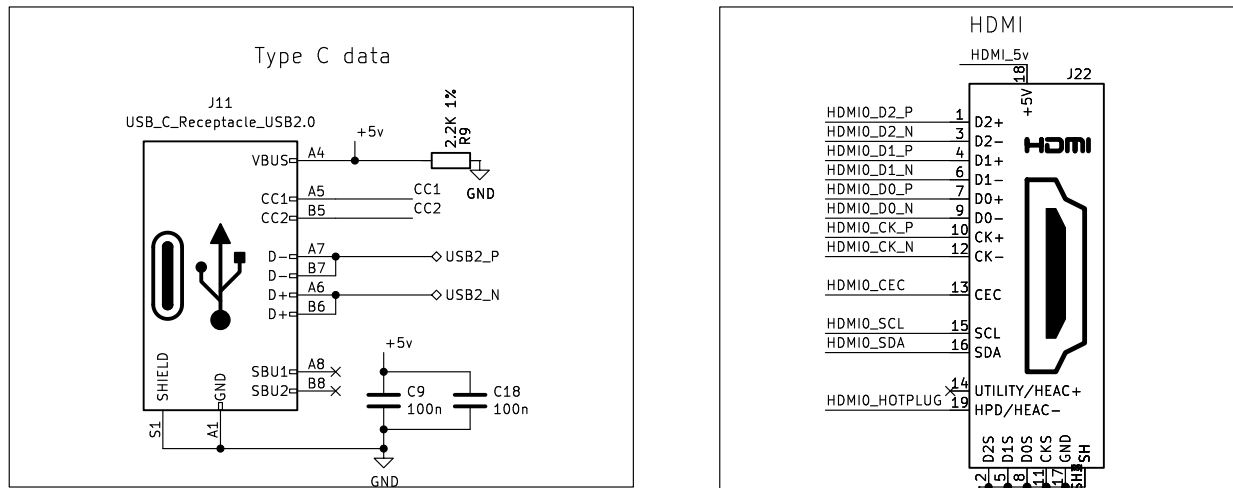 Type C data
J11
USB_C_Receptacle_USB2.0
+5v
2.2K 1%
R9
VBUS
A4
GND
CC1
A5
CC1
CC2
B5
CC2
D-
A7
USB2_P
D-
B7
D+
A6
USB2_N
D+
B6
+5v
SBU1
A8
SBU2
B8
C9
100n
C18
100n
SHIELD
GND
S1
A1
GND
HDMI
HDMI_5v
18
+5V
J22
HDMI
HDMI0_D2_P
1
D2+
HDMI0_D2_N
3
D2-
HDMI0_D1_P
4
D1+
HDMI0_D1_N
6
D1-
HDMI0_D0_P
7
D0+
HDMI0_D0_N
9
D0-
HDMI0_CK_P
10
CK+
HDMI0_CK_N
12
CK-
HDMI0_CEC
13
CEC
HDMI0_SCL
15
SCL
HDMI0_SDA
16
SDA
14
UTILITY/HEAC+
HDMI0_HOTPLUG
19
HPD/HEAC-
D2S
D1S
D0S
CKS
GND
SH
2
5
8
11
17